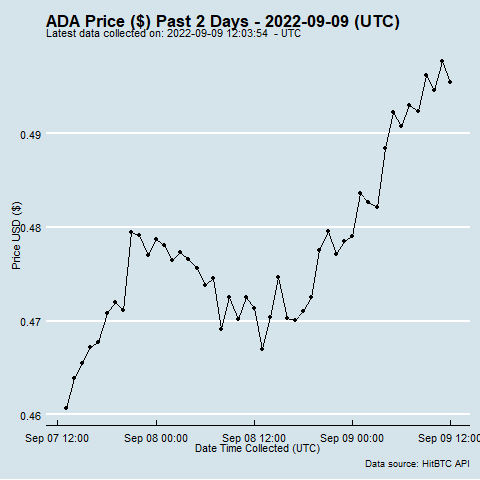 ADA Price ($) Past 2 Days - 2022-09-09 (UTC)
Latest data collected on: 2022-09-09 12:03:54 - UTC
0.49
0.48
0.47
0.46
Price USD ($)
Sep 07 12:00 Sep 08 00:00 Sep 08 12:00 Sep 09 00:00 Sep 09 12:00
Date Time Collected (UTC)
Data source: HitBTC API